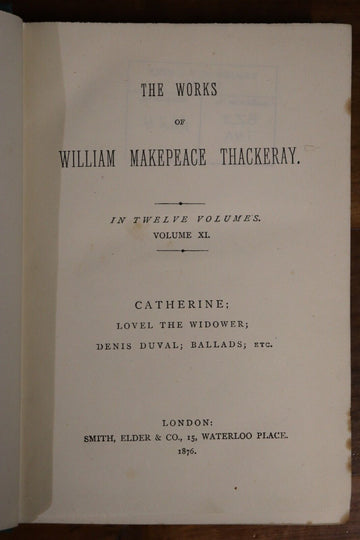 THE WORKS
OF
WILLIAM MAKEPEACE THACKERAY.
IN TWELVE VOLUMES.
VOLUME XI.
CATHERINE;
LOVEL THE WIDOWER;
DENIS DUVAL; BALLADS; ETC.
LONDON:
SMITH, ELDER & CO., 15, WATERLOO PLACE.
1876.